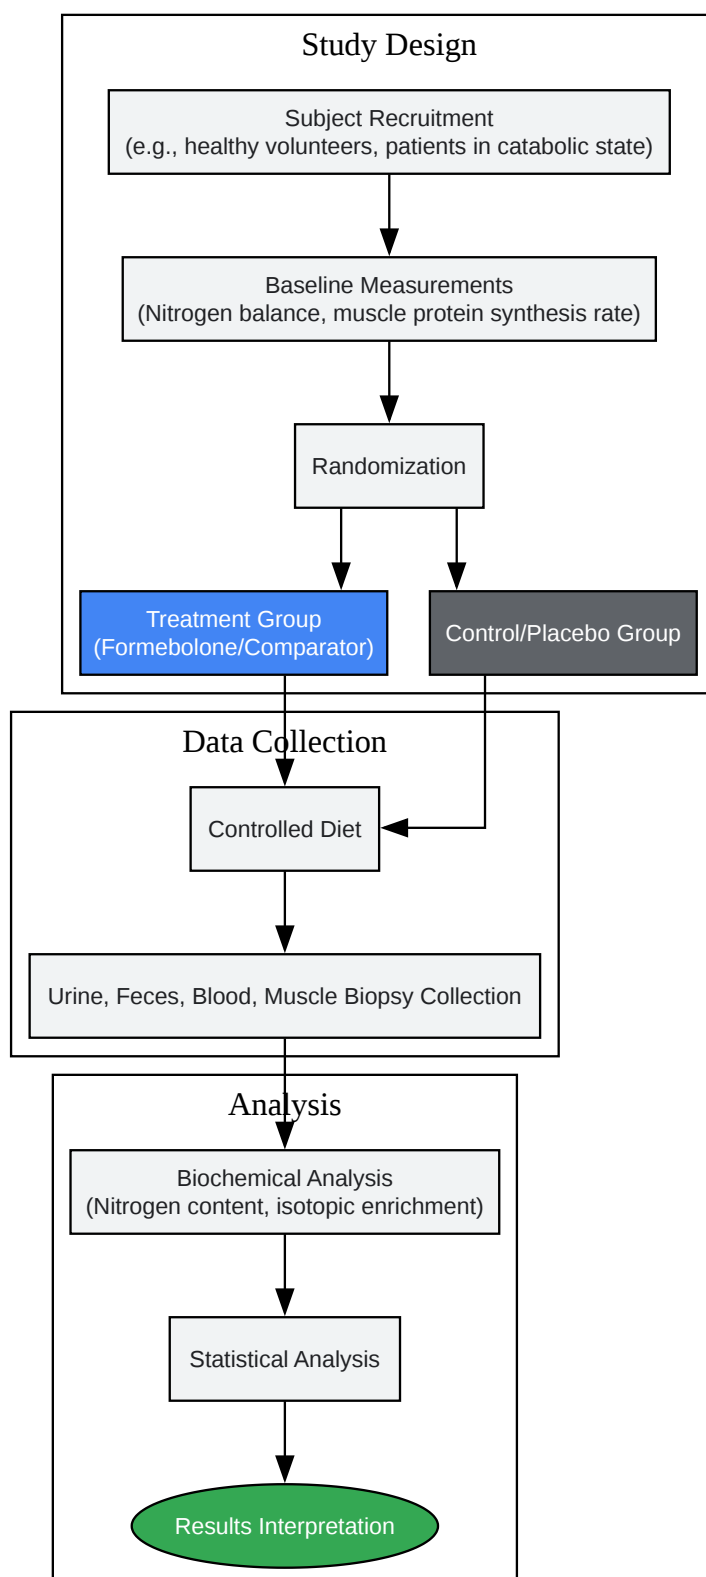 Study Design
Subject Recruitment
(e.g., healthy volunteers, patients in catabolic state)
Baseline Measurements
(Nitrogen balance, muscle protein synthesis rate)
Randomization
Treatment Group
(Formebolone/Comparator)
Control/Placebo Group
Data Collection
Controlled Diet
Urine, Feces, Blood, Muscle Biopsy Collection
Analysis
Biochemical Analysis
(Nitrogen content, isotopic enrichment)
Statistical Analysis
Results Interpretation